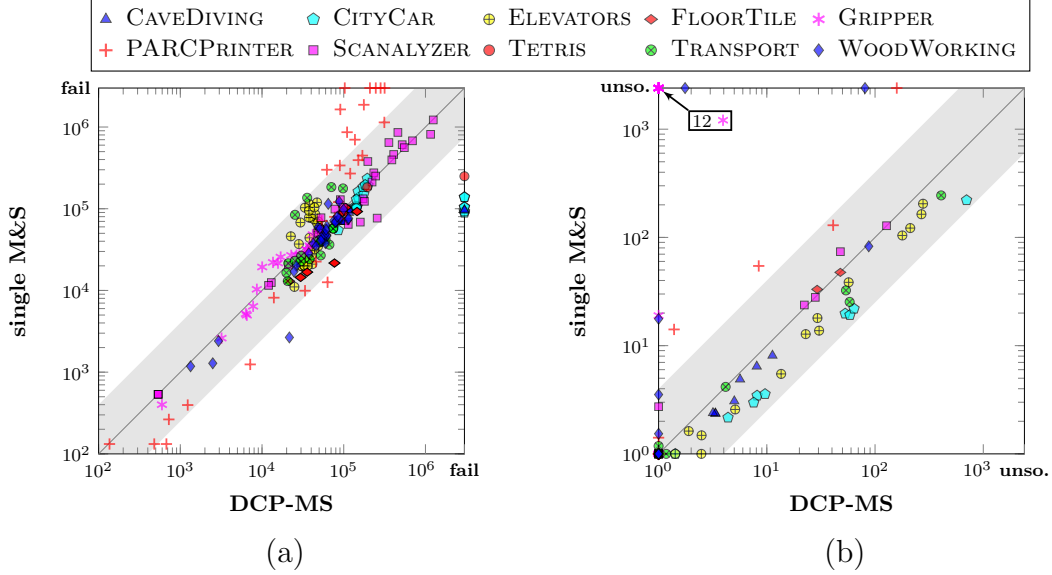 CAVEDIVING CITYCAR ELEVATORS FLOORTILE GRIPPER
PARCPRINTER SCANALYZER TETRIS TRANSPORT WOODWORKING
fail
10^6
10^5
10^4
10^3
10^2
single M&S
10^2 10^3 10^4 10^5 10^6 fail
DCP-MS
(a)
unso.
10^3
10^2
10^1
10^0
single M&S
12
10^0 10^1 10^2 10^3 unso.
DCP-MS
(b)